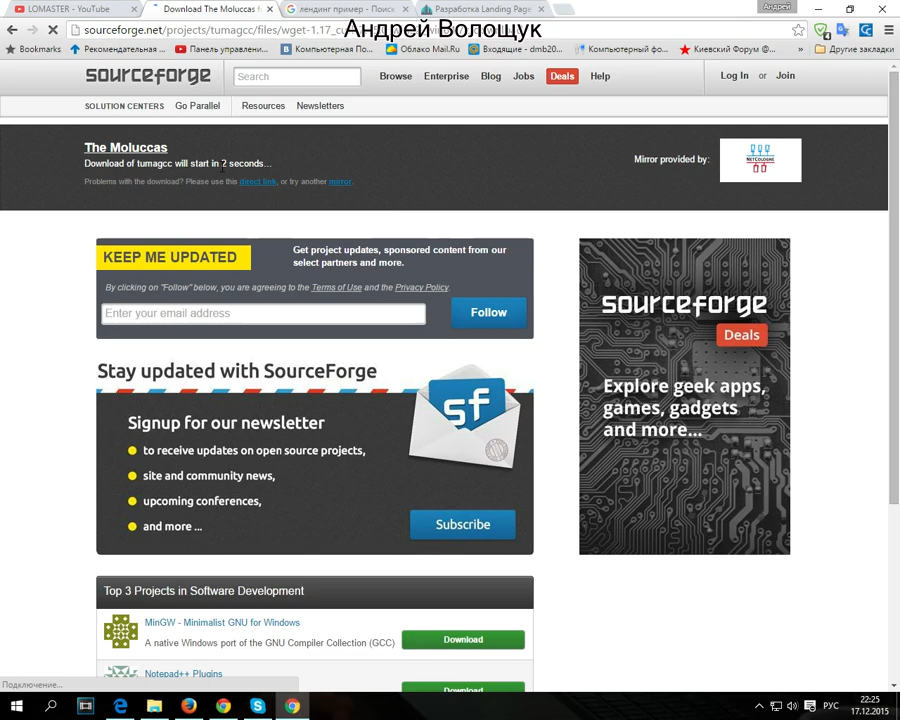 LOMASTER - YouTube
Download The Moluccas f
лендинг пример - Поиск
Разработка Landing Page
Андрей
Андрей Волощук
sourceforge.net/projects/tumagcc/files/wget-1.17_cu
Bookmarks
Рекомендательная
Панель управлени
Компьютерная По
Облако Mail.Ru
Входящие - dmb20
Компьютерный фо
Киевский Форум @
Другие закладки
sourceforge
Search
Browse
Enterprise
Blog
Jobs
Deals
Help
Log In or Join
SOLUTION CENTERS
Go Parallel
Resources
Newsletters
The Moluccas
Download of tumagcc will start in 2 seconds...
Problems with the download? Please use this direct link, or try another mirror.
Mirror provided by:
NETCOLOGNE
KEEP ME UPDATED
Get project updates, sponsored content from our
select partners and more.
By clicking on "Follow" below, you are agreeing to the Terms of Use and the Privacy Policy.
Enter your email address
Follow
Stay updated with SourceForge
Signup for our newsletter
to receive updates on open source projects,
site and community news,
upcoming conferences,
and more ...
sf
Subscribe
sourceforge
Deals
Explore geek apps,
games, gadgets
and more...
Top 3 Projects in Software Development
MinGW - Minimalist GNU for Windows
A native Windows port of the GNU Compiler Collection (GCC)
Download
Notepad++ Plugins
Download
Подключение...
РУС
22:25
17.12.2015